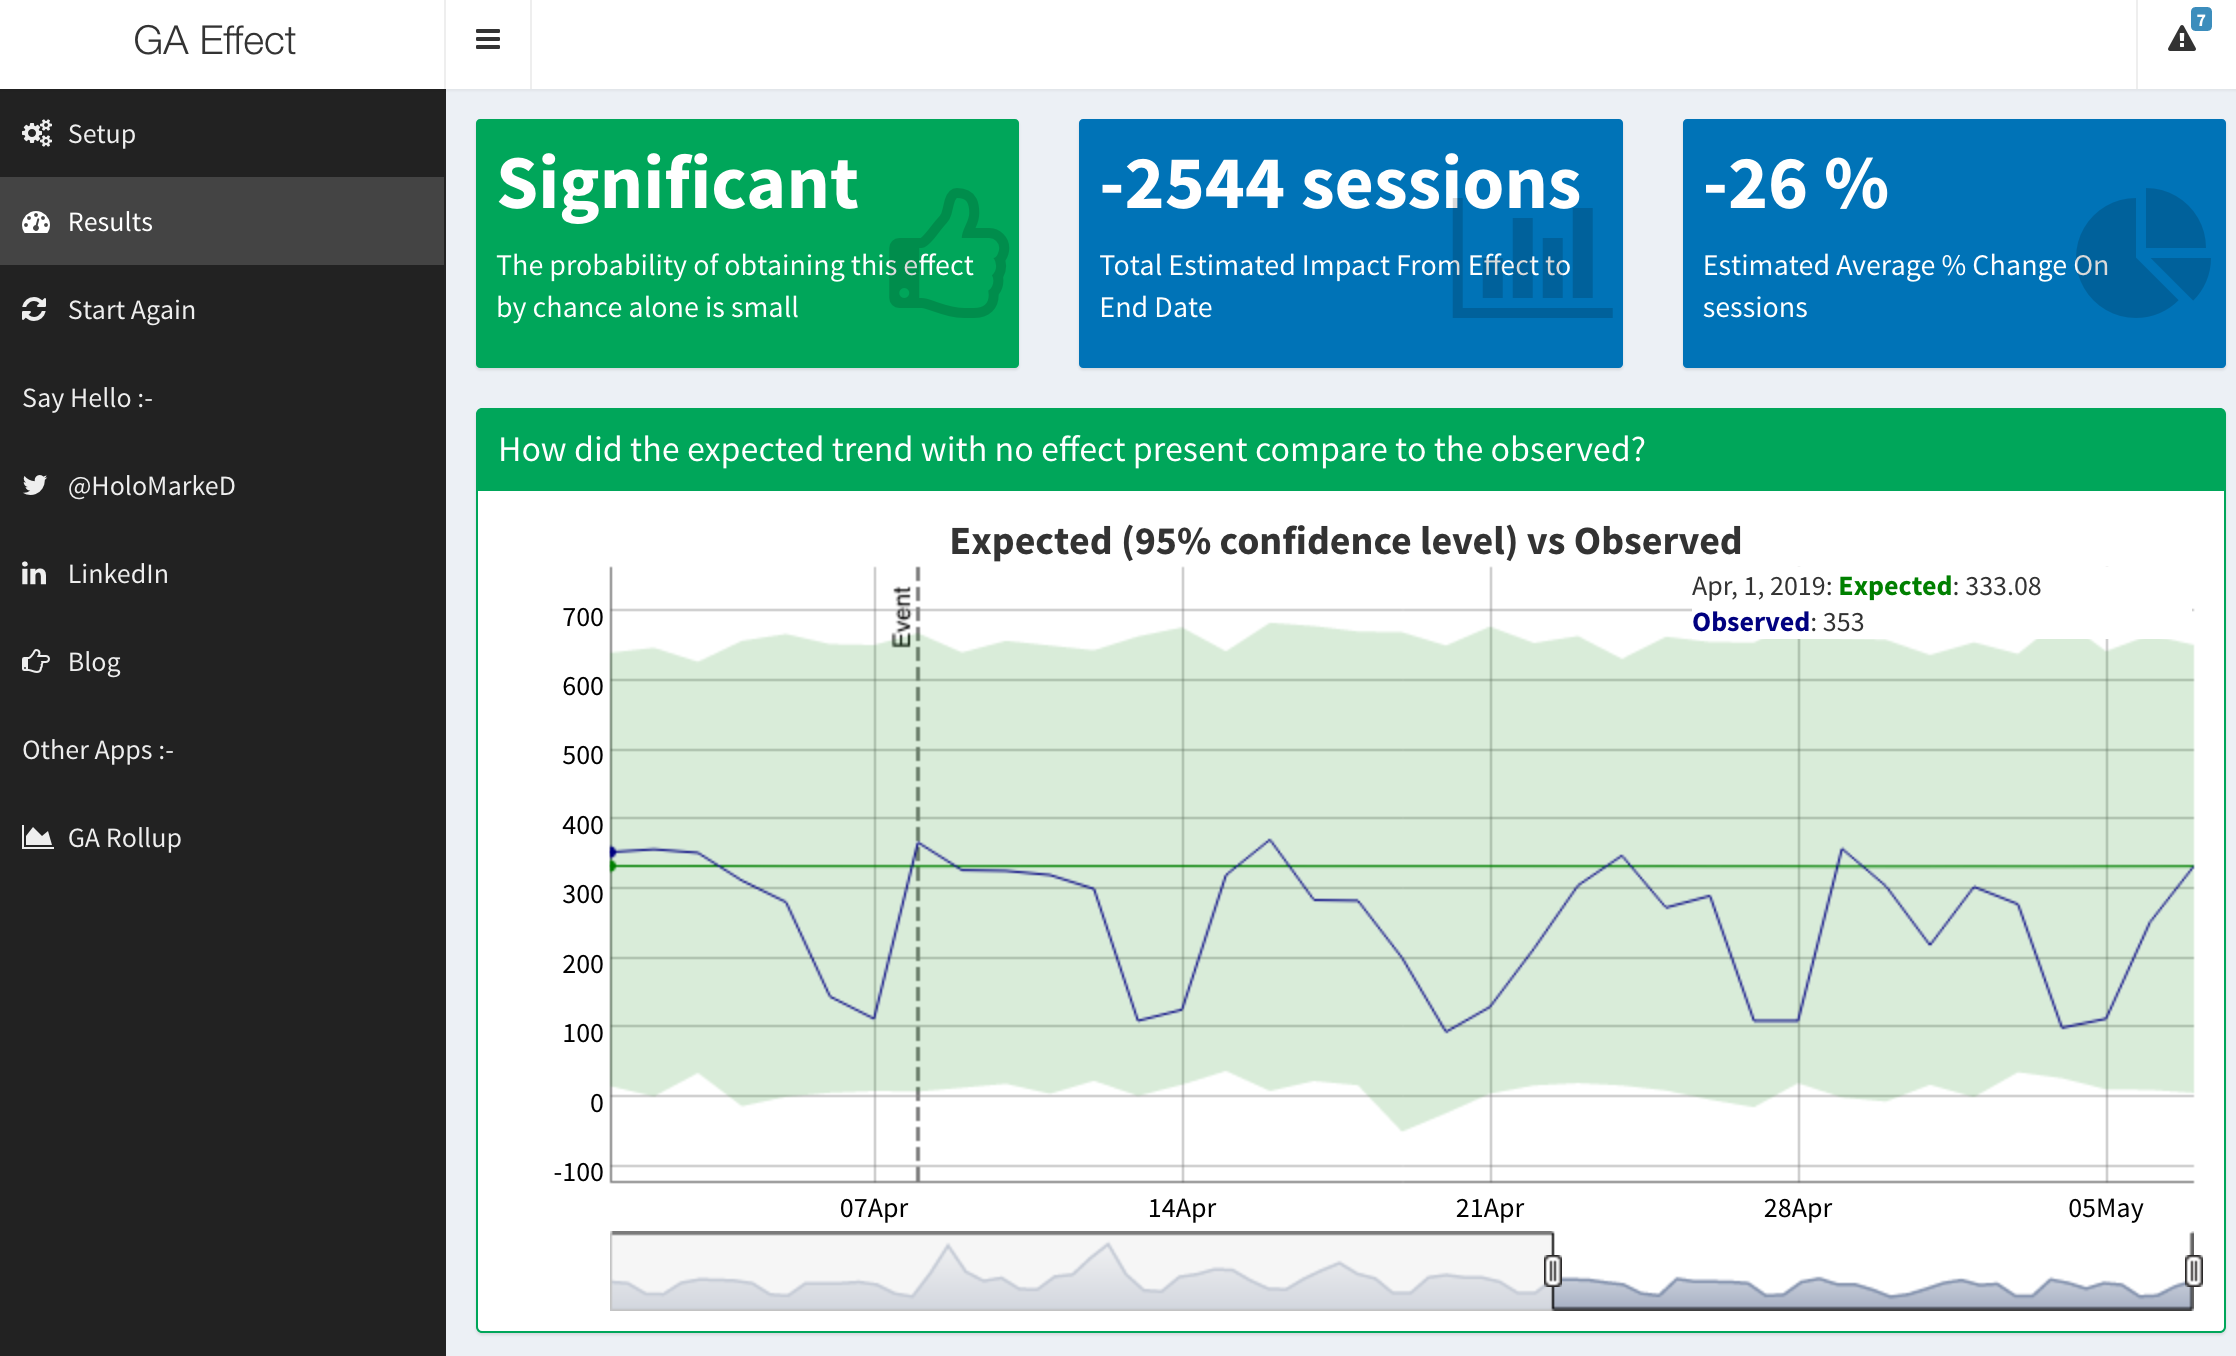 GA Effect
7
Setup
Results
Start Again
Say Hello :-
@HoloMarkeD
LinkedIn
Blog
Other Apps :-
GA Rollup
Significant
The probability of obtaining this effect
by chance alone is small
-2544 sessions
Total Estimated Impact From Effect to
End Date
-26 %
Estimated Average % Change On
sessions
How did the expected trend with no effect present compare to the observed?
Expected (95% confidence level) vs Observed
Apr, 1, 2019: Expected: 333.08
Observed: 353
Event
700
600
500
400
300
200
100
0
-100
07Apr
14Apr
21Apr
28Apr
05May